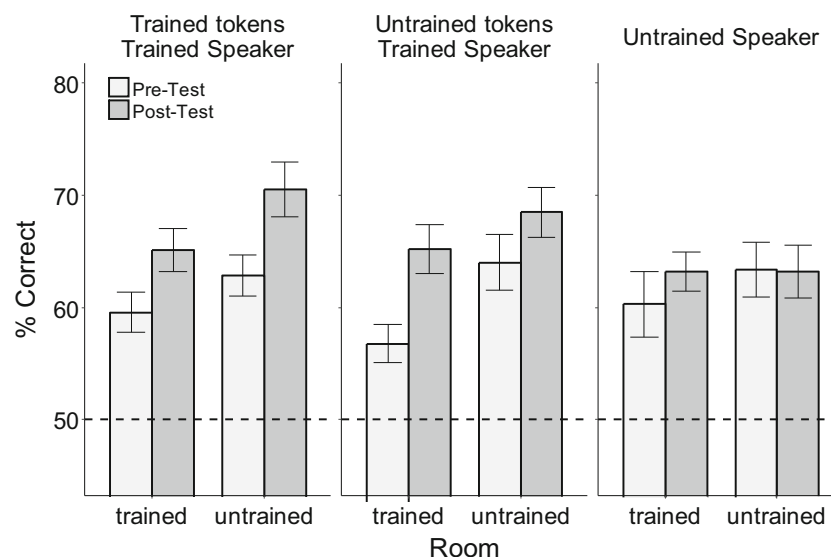 Trained tokens
Trained Speaker
Untrained tokens
Trained Speaker
Untrained Speaker
Pre-Test
Post-Test
80
70
60
50
% Correct
trained untrained
trained untrained
trained untrained
Room